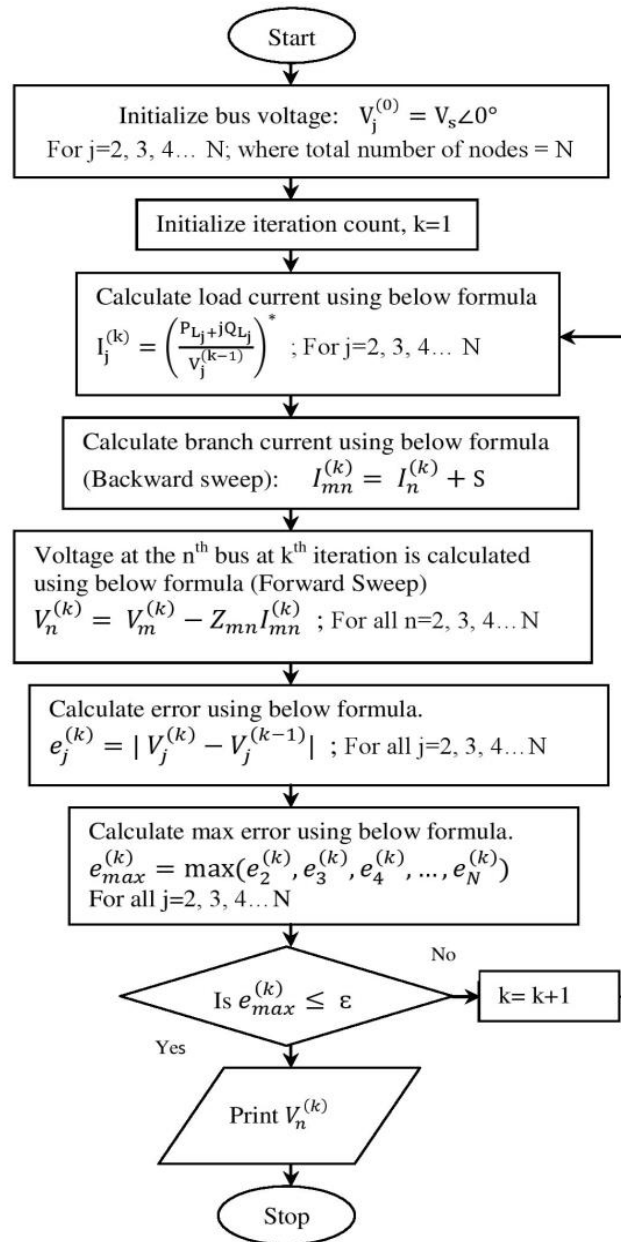 Start
Initialize bus voltage: V_j^(0) = V_s∠0°
For j=2, 3, 4… N; where total number of nodes = N
Initialize iteration count, k=1
Calculate load current using below formula
I_j^(k) = ((P_Lj+jQ_Lj)/(V_j^(k−1)))^* ; For j=2, 3, 4… N
Calculate branch current using below formula
(Backward sweep): I_mn^(k) = I_n^(k) + S
Voltage at the n^th bus at k^th iteration is calculated
using below formula (Forward Sweep)
V_n^(k) = V_m^(k) − Z_mn I_mn^(k) ; For all n=2, 3, 4…N
Calculate error using below formula.
e_j^(k) = | V_j^(k) − V_j^(k−1)| ; For all j=2, 3, 4…N
Calculate max error using below formula.
e_max^(k) = max(e_2^(k), e_3^(k), e_4^(k), …, e_N^(k))
For all j=2, 3, 4…N
No
Is e_max^(k) ≤ ε
k= k+1
Yes
Print V_n^(k)
Stop